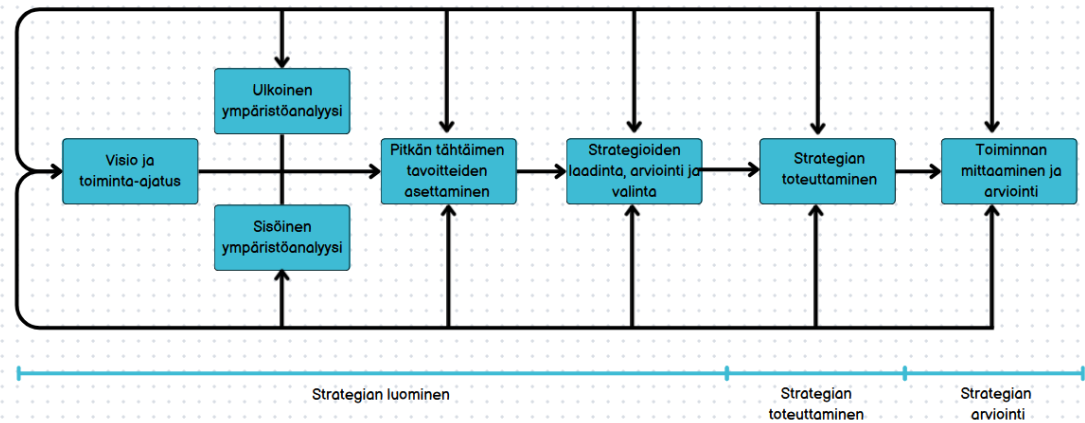 Ulkoinen
ympäristöanalyysi
Visio ja
toiminta-ajatus
Sisöinen
ympäristöanalyysi
Pitkän tähtäimen
tavoitteiden
asettaminen
Strategioiden
laadinta, arviointi ja
valinta
Strategian
toteuttaminen
Toiminnan
mittaaminen ja
arviointi
Strategian luominen
Strategian
toteuttaminen
Strategian
arviointi